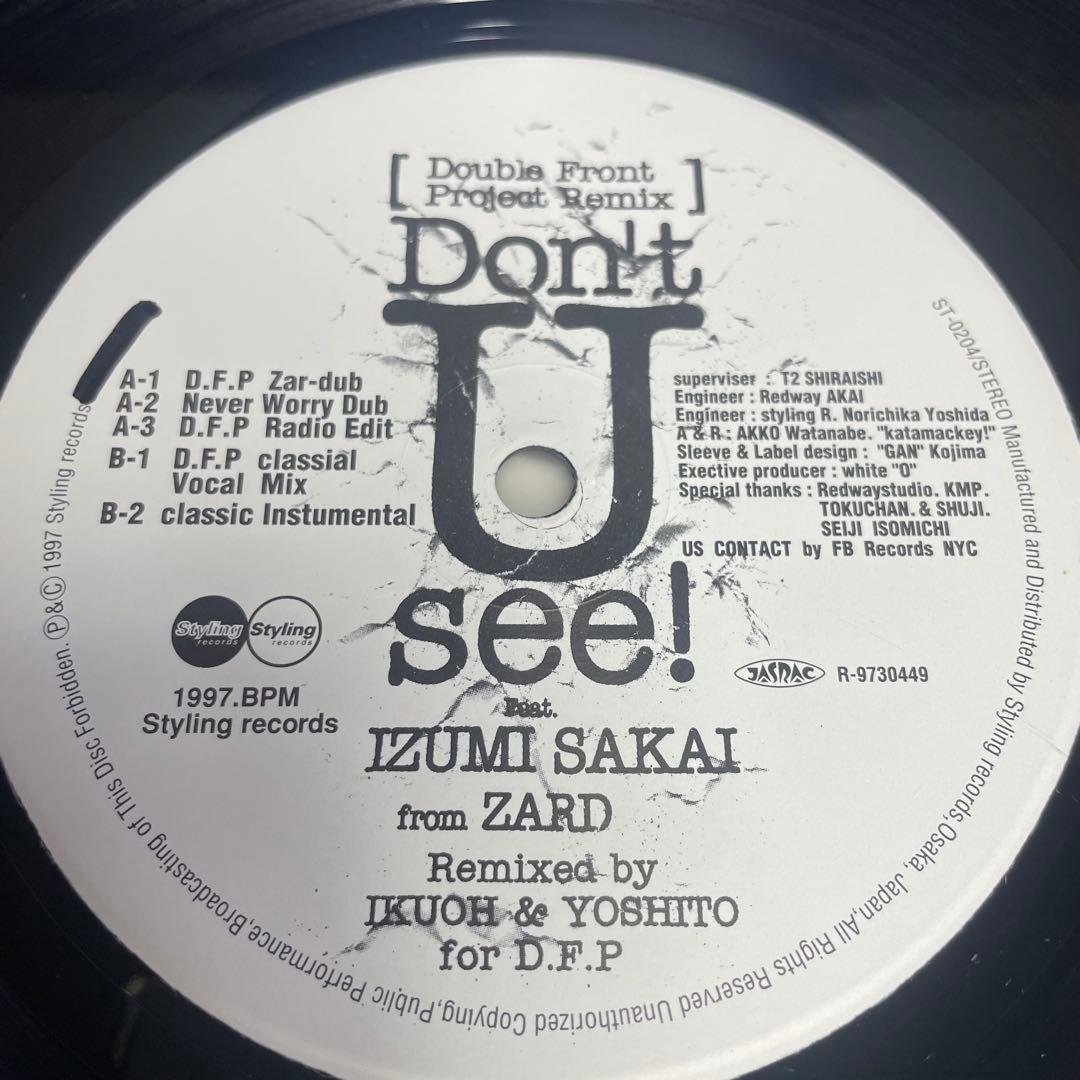 [ Double Front
Project Remix ]
Don't
U
see!
Feat.
IZUMI SAKAI
from ZARD
Remixed by
IKUOH & YOSHITO
for D.F.P
A-1 D.F.P Zar-dub
A-2 Never Worry Dub
A-3 D.F.P Radio Edit
B-1 D.F.P classial
Vocal Mix
B-2 classic Instumental
Styling records
Styling records
1997.BPM
Styling records
superviser : T2 SHIRAISHI
Engineer : Redway AKAI
Engineer : styling R. Norichika Yoshida
A & R : AKKO Watanabe. "katamackey!"
Sleeve & Label design : "GAN" Kojima
Exective producer : white "O"
Special thanks : Redwaystudio. KMP.
TOKUCHAN. & SHUJI.
SEIJI ISOMICHI
US CONTACT by FB Records NYC
JASRAC R-9730449
ST-0204/STEREO Manufactured and Distributed by Styling records,Osaka, Japan,All Rights Reserved Unauthorized Copying,Public Performance,Broadcasting of This Disc Forbidden. P&© 1997 Styling records